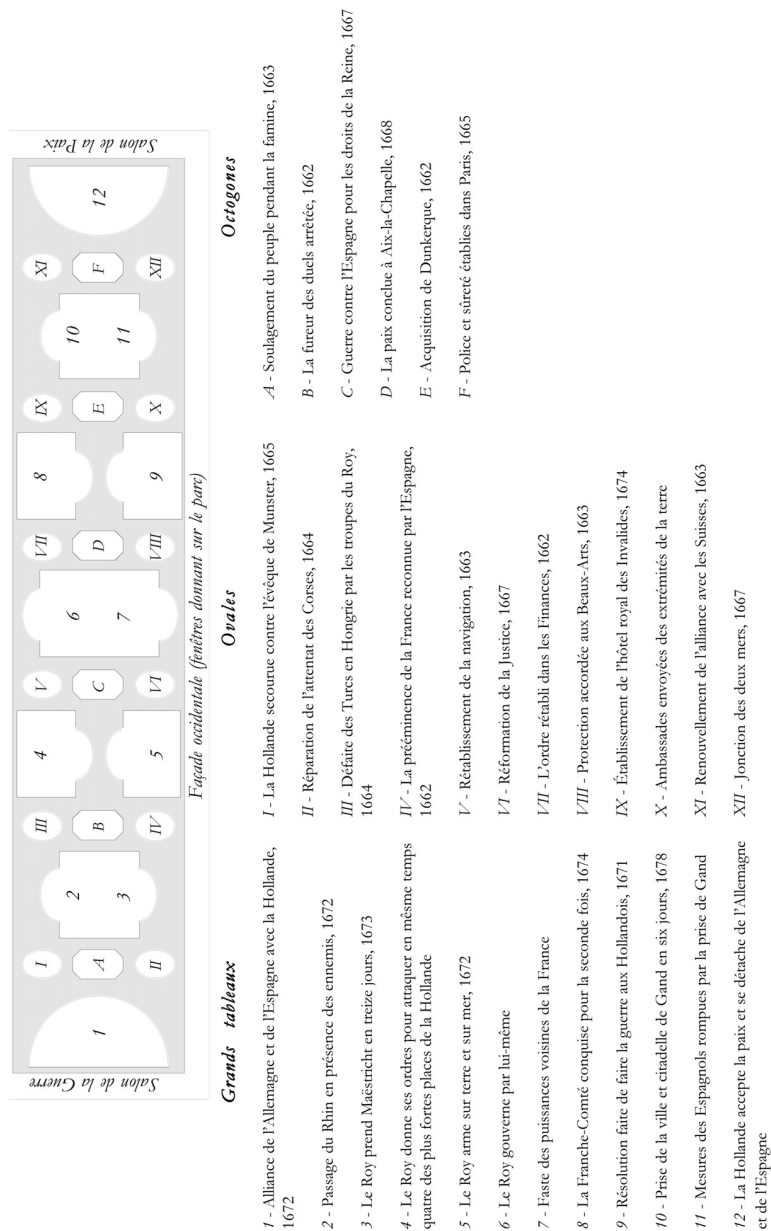 Salon de la Guerre
1
I
A
II
2
3
III
B
IV
4
5
V
C
VI
6
7
VII
D
VIII
8
9
IX
E
X
10
11
XI
F
XII
12
Salon de la Paix
Façade occidentale (fenêtres donnant sur le parc)
Grands tableaux
1 - Alliance de l'Allemagne et de l'Espagne avec la Hollande,
1672
2 - Passage du Rhin en présence des ennemis, 1672
3 - Le Roy prend Maëstricht en treize jours, 1673
4 - Le Roy donne ses ordres pour attaquer en mêsme temps
quatre des plus fortes places de la Hollande
5 - Le Roy arme sur terre et sur mer, 1672
6 - Le Roy gouverne par lui-même
7 - Faste des puissances voisines de la France
8 - La Franche-Comté conquise pour la seconde fois, 1674
9 - Résolution faite de faire la guerre aux Hollandois, 1671
10 - Prise de la ville et citadelle de Gand en six jours, 1678
11 - Mesures des Espagnols rompues par la prise de Gand
12 - La Hollande accepte la paix et se détache de l'Allemagne
et de l'Espagne
Ovales
I - La Hollande secourue contre l'évêque de Munster, 1665
II - Réparation de l'attentat des Corses, 1664
III - Défaite des Turcs en Hongrie par les troupes du Roy,
1664
IV - La prééminence de la France reconnue par l'Espagne,
1662
V - Rétablissement de la navigation, 1663
VI - Réformation de la Justice, 1667
VII - L'ordre rétabli dans les Finances, 1662
VIII - Protection accordée aux Beaux-Arts, 1663
IX - Établissement de l'hôtel royal des Invalides, 1674
X - Ambassades envoyées des extrémités de la terre
XI - Renouvellement de l'alliance avec les Suisses, 1663
XII - Jonction des deux mers, 1667
Octogones
A - Soulagement du peuple pendant la famine, 1663
B - La fureur des duels arrêtée, 1662
C - Guerre contre l'Espagne pour les droits de la Reine, 1667
D - La paix conclue à Aix-la-Chapelle, 1668
E - Acquisition de Dunkerque, 1662
F - Police et sûreté établies dans Paris, 1665